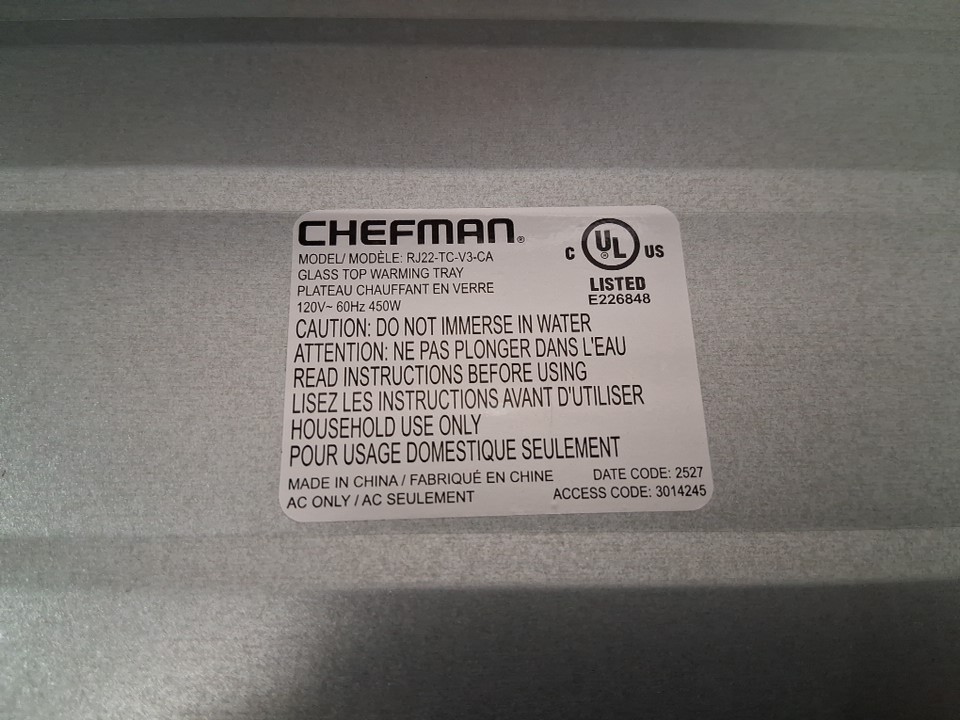 CHEFMAN®
MODEL/ MODÈLE: RJ22-TC-V3-CA
GLASS TOP WARMING TRAY
PLATEAU CHAUFFANT EN VERRE
120V~ 60Hz 450W
C UL® US
LISTED
E226848
CAUTION: DO NOT IMMERSE IN WATER
ATTENTION: NE PAS PLONGER DANS L'EAU
READ INSTRUCTIONS BEFORE USING
LISEZ LES INSTRUCTIONS AVANT D'UTILISER
HOUSEHOLD USE ONLY
POUR USAGE DOMESTIQUE SEULEMENT
MADE IN CHINA / FABRIQUÉ EN CHINE
AC ONLY / AC SEULEMENT
DATE CODE: 2527
ACCESS CODE: 3014245